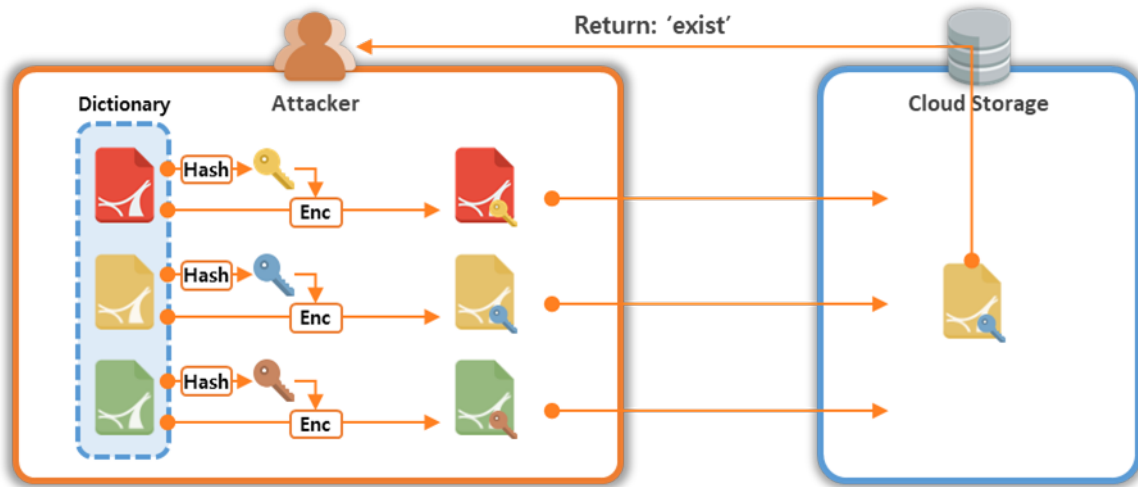 Return: ‘exist’
Dictionary
Attacker
Cloud Storage
Hash
Enc
Hash
Enc
Hash
Enc